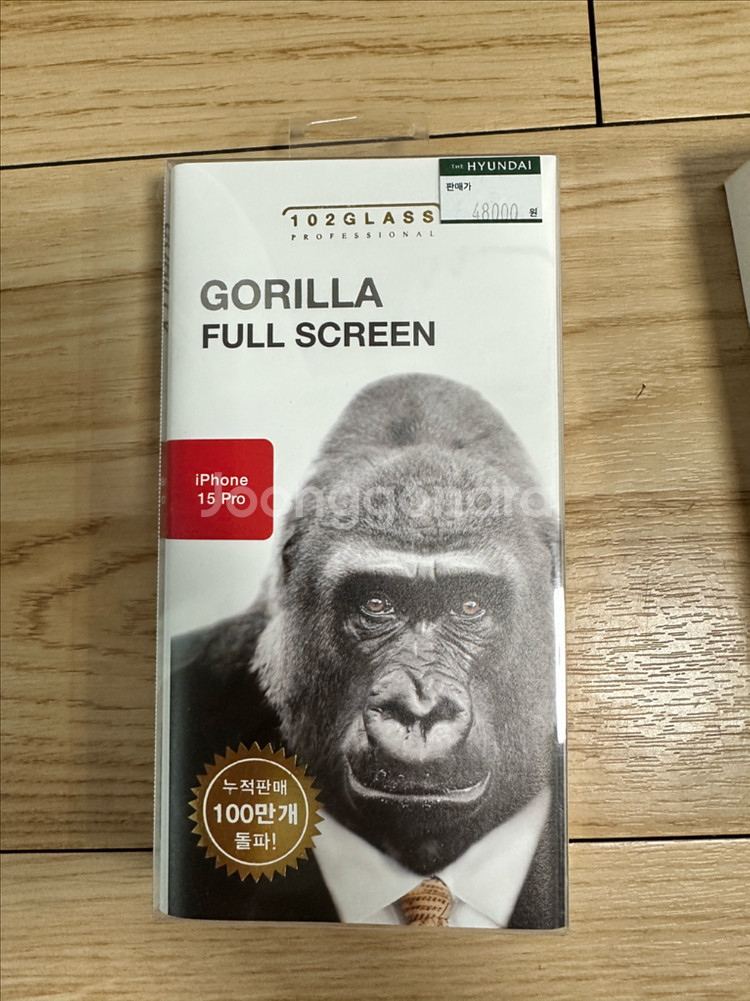 THE HYUNDAI
판매가
48000 원
102GLASS
PROFESSIONAL
GORILLA
FULL SCREEN
iPhone
15 Pro
Joonggonara
누적판매
100만개
돌파!